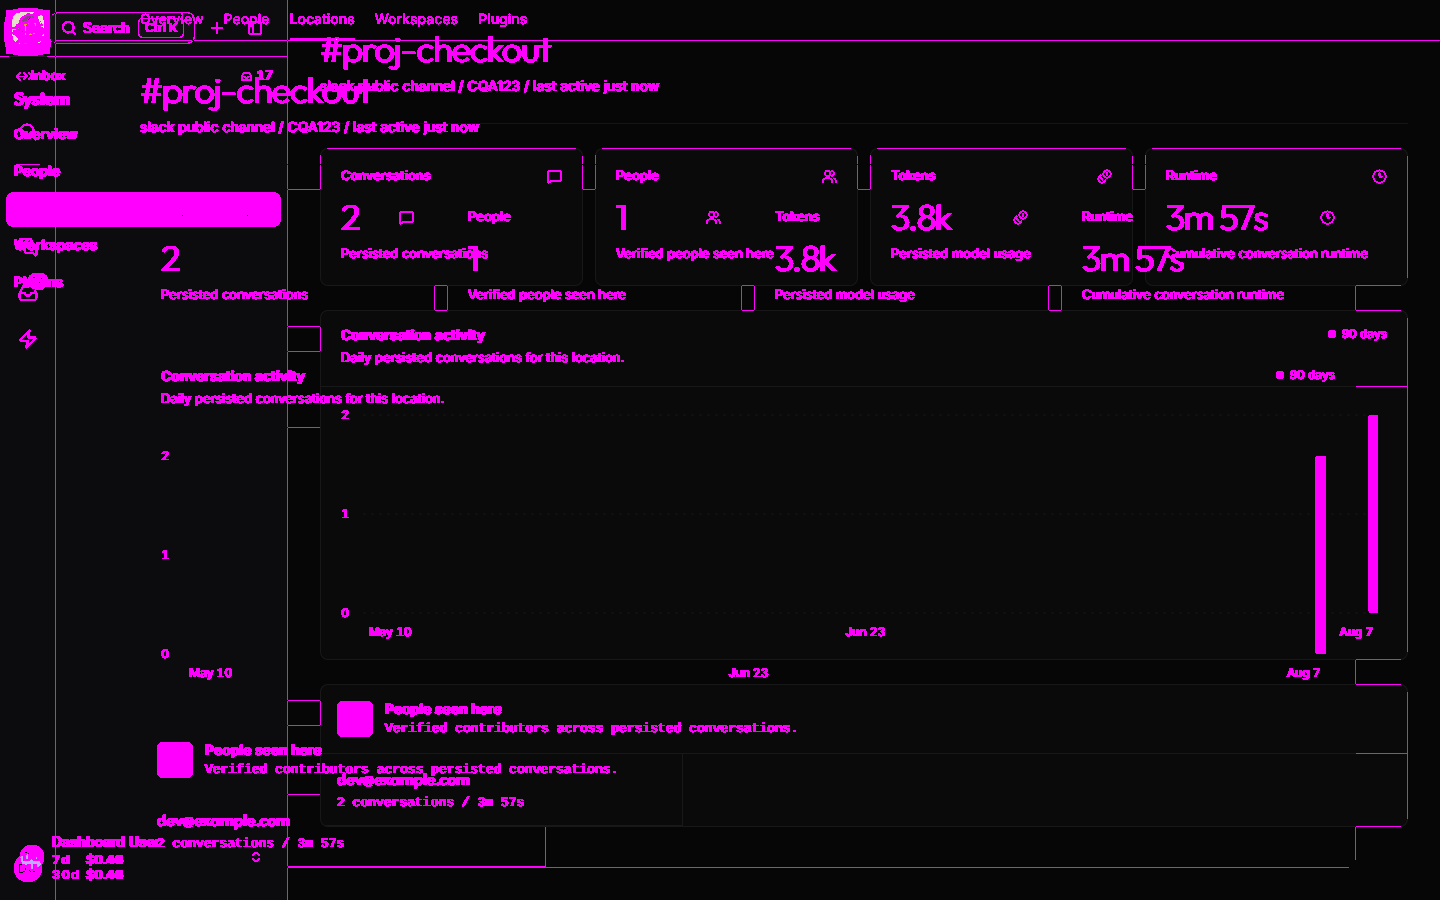 Overview People Locations Workspaces Plugins
Search Ctrl K
#proj-checkout
Inbox 17
#proj-checkout
slack public channel / CQA123 / last active just now
System
slack public channel / CQA123 / last active just now
Overview
People
Conversations People Tokens Runtime
2 1 3.8k 3m 57s
People Tokens Runtime
Workspaces
Persisted conversations Verified people seen here Persisted model usage Cumulative conversation runtime
2 1 3.8k 3m 57s
Plugins
Persisted conversations Verified people seen here Persisted model usage Cumulative conversation runtime
Conversation activity 90 days
Daily persisted conversations for this location.
Conversation activity 90 days
Daily persisted conversations for this location.
2
2
1
1
0
May 10 Jun 23 Aug 7
0
May 10 Jun 23 Aug 7
People seen here
Verified contributors across persisted conversations.
People seen here
Verified contributors across persisted conversations.
dev@example.com
2 conversations / 3m 57s
dev@example.com
Dashboard User
2 conversations / 3m 57s
7d $0.46
30d $0.46